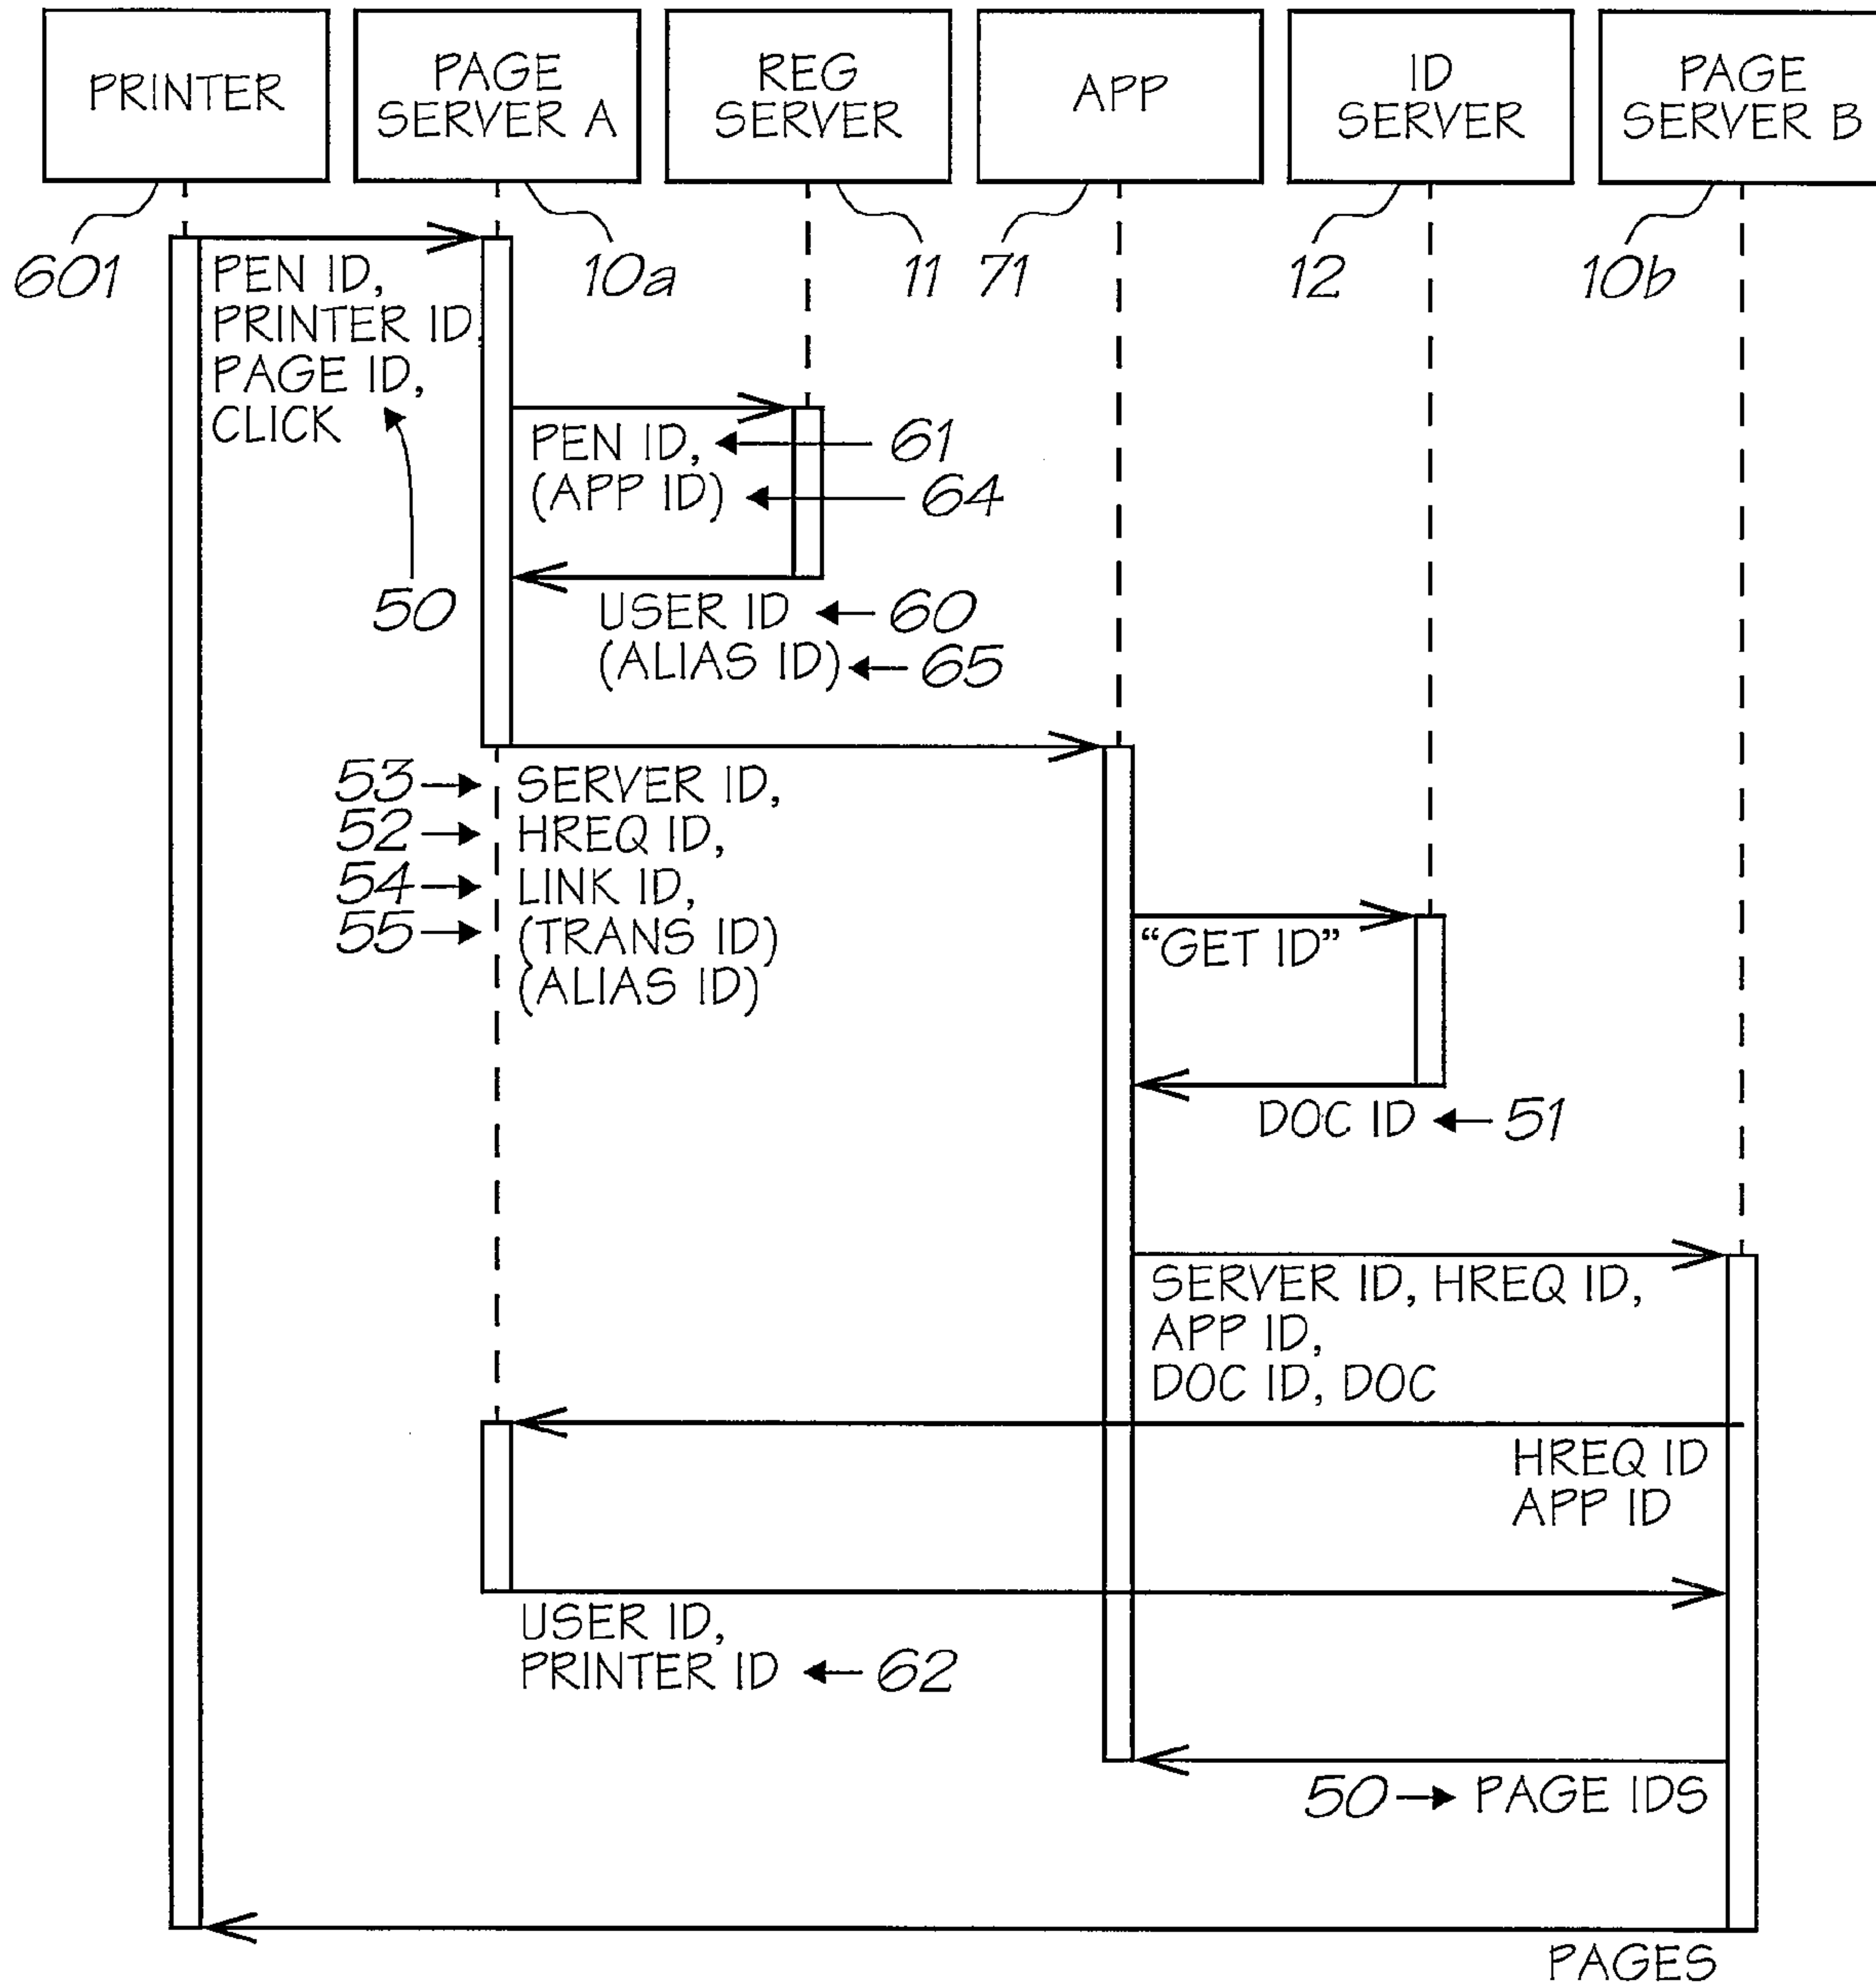 PRINTER
PAGE
SERVER A
REG
SERVER
APP
ID
SERVER
PAGE
SERVER B
601
10a
11
71
12
10b
PEN ID,
PRINTER ID,
PAGE ID,
CLICK
50
PEN ID,
61
(APP ID)
64
USER ID
60
(ALIAS ID)
65
53
SERVER ID,
52
HREQ ID,
54
LINK ID,
55
(TRANS ID)
(ALIAS ID)
“GET ID”
DOC ID
51
SERVER ID, HREQ ID,
APP ID,
DOC ID, DOC
HREQ ID
APP ID
USER ID,
PRINTER ID
62
50
PAGE IDS
PAGES